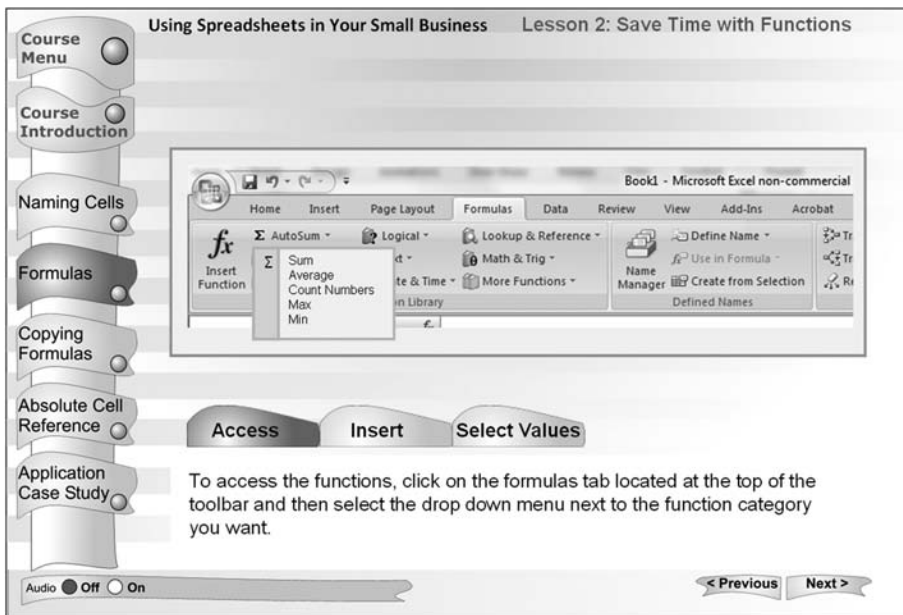 Using Spreadsheets in Your Small Business Lesson 2: Save Time with Functions
Course
Menu
Course
Introduction
Naming Cells
Formulas
Copying
Formulas
Absolute Cell
Reference
Application
Case Study
Book1 - Microsoft Excel non-commercial
Home Insert Page Layout Formulas Data Review View Add-Ins Acrobat
fx Σ AutoSum Logical Lookup & Reference Define Name Tr
Insert
Function
Σ Sum
Average
Count Numbers
Max
Min
xt Math & Trig
te & Time More Functions
n Library
Name
Manager
Use in Formula Tr
Create from Selection
Defined Names
Access Insert Select Values
To access the functions, click on the formulas tab located at the top of the
toolbar and then select the drop down menu next to the function category
you want.
Audio Off On < Previous Next >